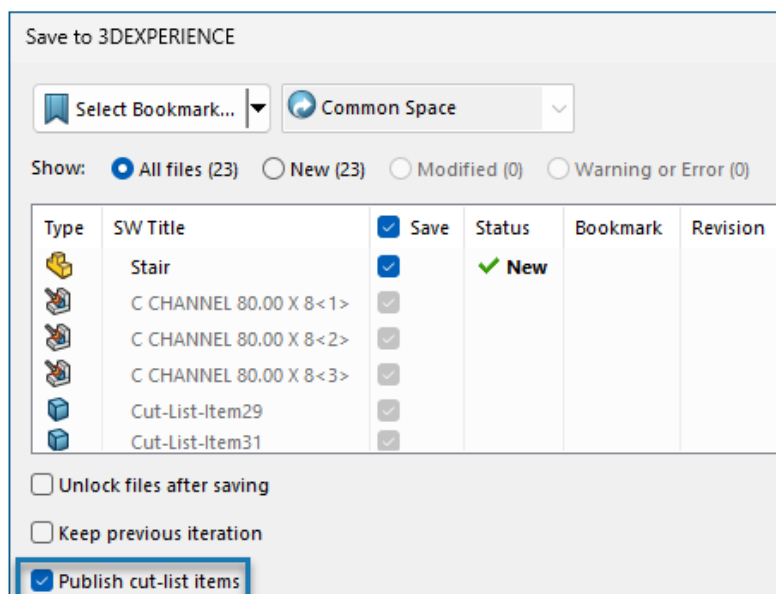 Save to 3DEXPERIENCE
Select Bookmark... Common Space
Show: All files (23) New (23) Modified (0) Warning or Error (0)
Type SW Title Save Status Bookmark Revision
Stair New
C CHANNEL 80.00 X 8<1>
C CHANNEL 80.00 X 8<2>
C CHANNEL 80.00 X 8<3>
Cut-List-Item29
Cut-List-Item31
Unlock files after saving
Keep previous iteration
Publish cut-list items